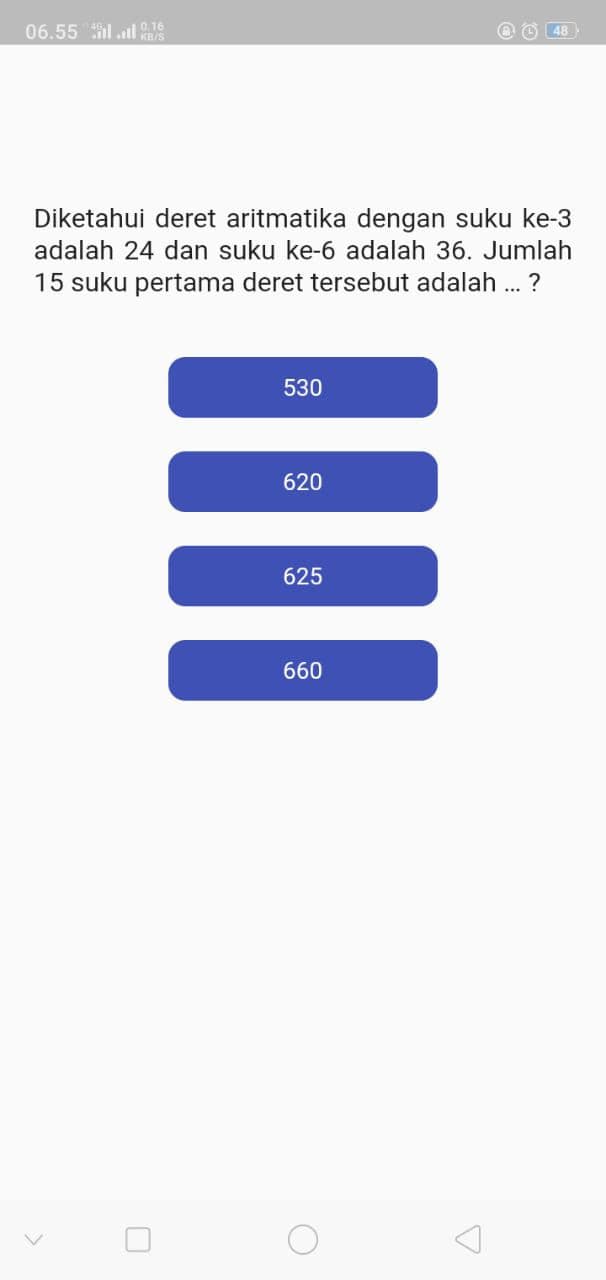 06.55 4G 0.16
KB/S
48
Diketahui deret aritmatika dengan suku ke-3
adalah 24 dan suku ke-6 adalah 36. Jumlah
15 suku pertama deret tersebut adalah ... ?
530
620
625
660